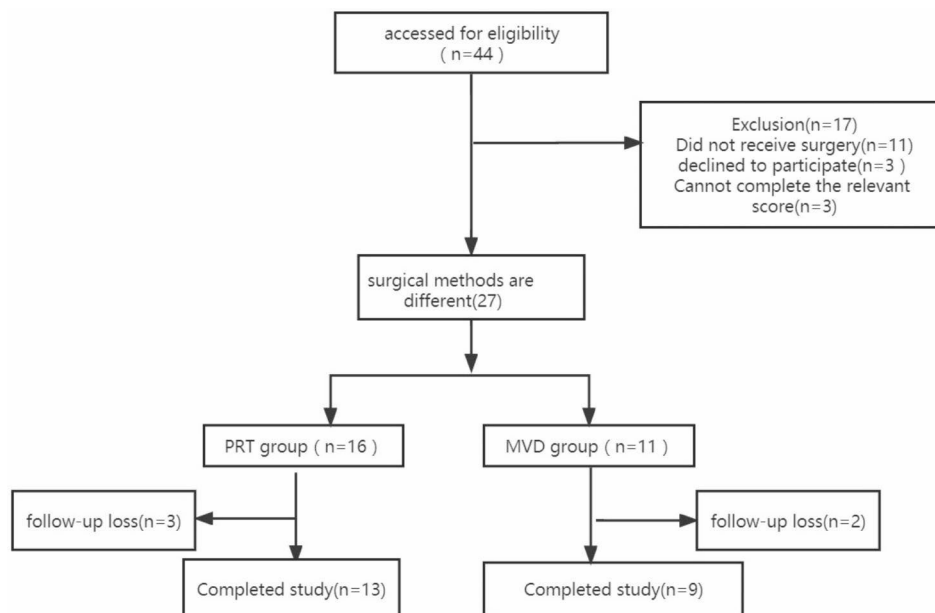 accessed for eligibility
( n=44 )
Exclusion(n=17)
Did not receive surgery(n=11)
declined to participate(n=3 )
Cannot complete the relevant
score(n=3)
surgical methods are
different(27)
PRT group ( n=16 )
MVD group ( n=11 )
follow-up loss(n=3)
follow-up loss(n=2)
Completed study(n=13)
Completed study(n=9)